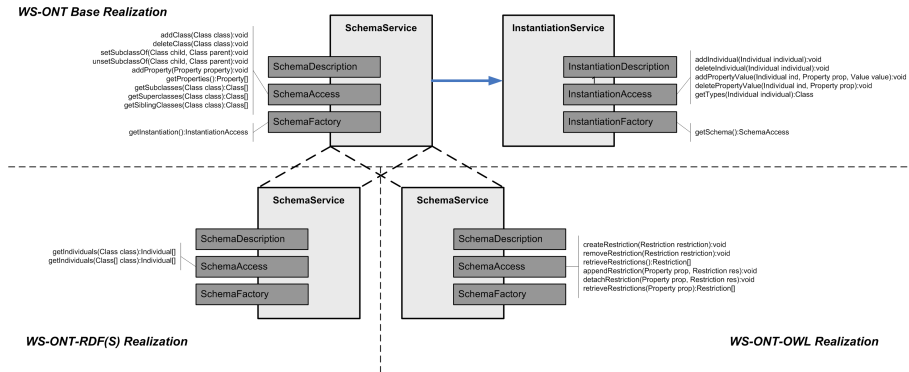 WS-ONT Base Realization
SchemaService
addClass(Class class):void
deleteClass(Class class):void
setSubclassOf(Class child, Class parent):void
unsetSubclassOf(Class child, Class parent):void
addProperty(Property property):void
getProperties():Property[]
getSubclasses(Class class):Class[]
getSuperclasses(Class class):Class[]
getSiblingClasses(Class class):Class[]
getInstantiation():InstantiationAccess
SchemaDescription
SchemaAccess
SchemaFactory
InstantiationService
InstantiationDescription
InstantiationAccess
InstantiationFactory
addIndividual(Individual individual):void
deleteIndividual(Individual individual):void
addPropertyValue(Individual ind, Property prop, Value value):void
deletePropertyValue(Individual ind, Property prop):void
getTypes(Individual individual):Class
getSchema():SchemaAccess
SchemaService
getIndividuals(Class class):Individual[]
getIndividuals(Class[] class):Individual[]
SchemaDescription
SchemaAccess
SchemaFactory
WS-ONT-RDF(S) Realization
SchemaService
SchemaDescription
SchemaAccess
SchemaFactory
createRestriction(Restriction restriction):void
removeRestriction(Restriction restriction):void
retrieveRestrictions():Restriction[]
appendRestriction(Property prop, Restriction res):void
detachRestriction(Property prop, Restriction res):void
retrieveRestrictions(Property prop):Restriction[]
WS-ONT-OWL Realization